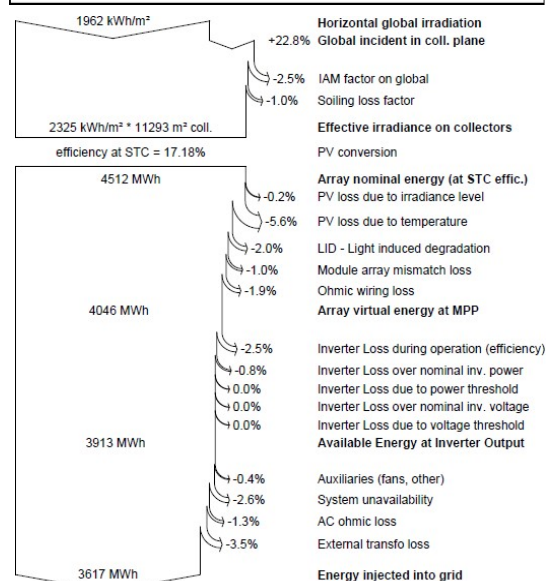 1962 kWh/m² Horizontal global irradiation
+22.8% Global incident in coll. plane
-2.5% IAM factor on global
-1.0% Soiling loss factor
2325 kWh/m² * 11293 m² coll. Effective irradiance on collectors
efficiency at STC = 17.18% PV conversion
4512 MWh Array nominal energy (at STC effic.)
-0.2% PV loss due to irradiance level
-5.6% PV loss due to temperature
-2.0% LID - Light induced degradation
-1.0% Module array mismatch loss
-1.9% Ohmic wiring loss
4046 MWh Array virtual energy at MPP
-2.5% Inverter Loss during operation (efficiency)
-0.8% Inverter Loss over nominal inv. power
0.0% Inverter Loss due to power threshold
0.0% Inverter Loss over nominal inv. voltage
0.0% Inverter Loss due to voltage threshold
3913 MWh Available Energy at Inverter Output
-0.4% Auxiliaries (fans, other)
-2.6% System unavailability
-1.3% AC ohmic loss
-3.5% External transfo loss
3617 MWh Energy injected into grid